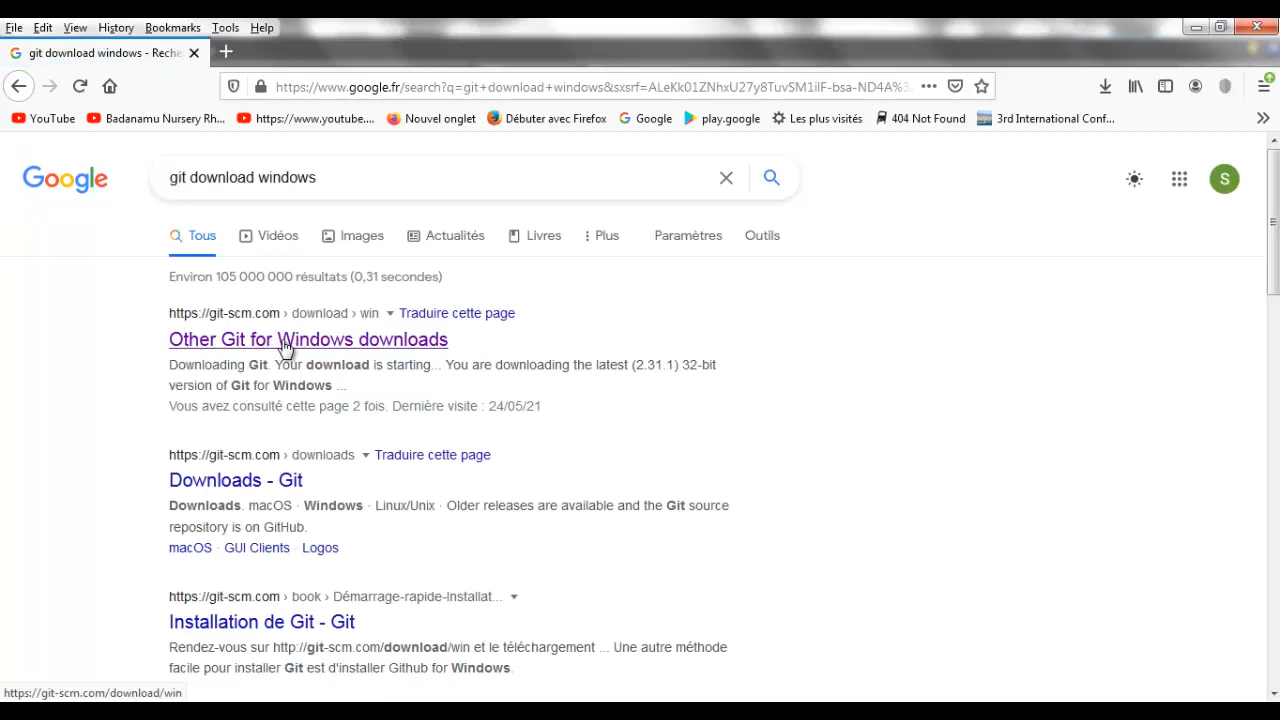 File Edit View History Bookmarks Tools Help
git download windows - Reche
https://www.google.fr/search?q=git+download+windows&sxsrf=ALeKk01ZNhxU27y8TuvSM1ilF-bsa-ND4A%3
YouTube Badanamu Nursery Rh... https://www.youtube.... Nouvel onglet Débuter avec Firefox Google play.google Les plus visités 404 Not Found 3rd International Conf...
Google
git download windows
S
Tous Vidéos Images Actualités Livres Plus Paramètres Outils
Environ 105 000 000 résultats (0,31 secondes)
https://git-scm.com › download › win Traduire cette page
Other Git for Windows downloads
Downloading Git. Your download is starting... You are downloading the latest (2.31.1) 32-bit
version of Git for Windows ...
Vous avez consulté cette page 2 fois. Dernière visite : 24/05/21
https://git-scm.com › downloads Traduire cette page
Downloads - Git
Downloads. macOS · Windows · Linux/Unix · Older releases are available and the Git source
repository is on GitHub.
macOS · GUI Clients · Logos
https://git-scm.com › book › Démarrage-rapide-Installat...
Installation de Git - Git
Rendez-vous sur http://git-scm.com/download/win et le téléchargement ... Une autre méthode
facile pour installer Git est d'installer Github for Windows.
https://git-scm.com/download/win